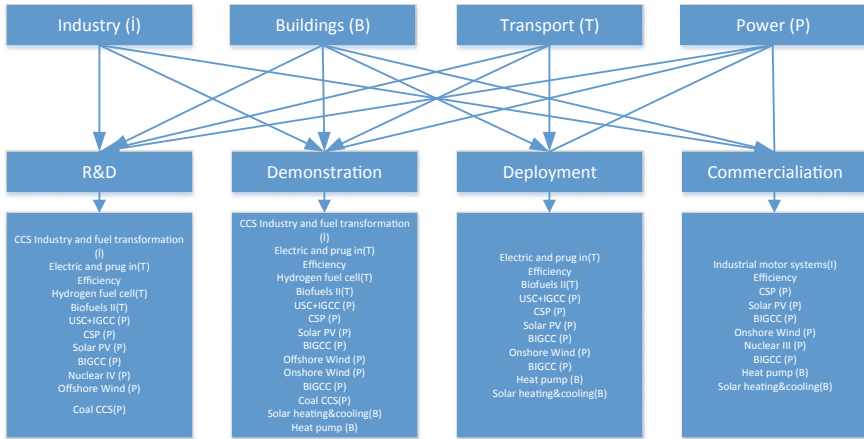 Industry (İ)
Buildings (B)
Transport (T)
Power (P)
R&D
Demonstration
Deployment
Commercialiation
CCS Industry and fuel transformation
(İ)
Electric and prug in(T)
Efficiency
Hydrogen fuel cell(T)
Biofuels II(T)
USC+IGCC (P)
CSP (P)
Solar PV (P)
BIGCC (P)
Nuclear IV (P)
Offshore Wind (P)
Coal CCS(P)
CCS Industry and fuel transformation
(İ)
Electric and prug in(T)
Efficiency
Hydrogen fuel cell(T)
Biofuels II(T)
USC+IGCC (P)
CSP (P)
Solar PV (P)
BIGCC (P)
Offshore Wind (P)
Onshore Wind (P)
BIGCC (P)
Coal CCS(P)
Solar heating&cooling(B)
Heat pump (B)
Electric and prug in(T)
Efficiency
Biofuels II(T)
USC+IGCC (P)
CSP (P)
Solar PV (P)
BIGCC (P)
Onshore Wind (P)
BIGCC (P)
Heat pump (B)
Solar heating&cooling(B)
Industrial motor systems(I)
Efficiency
CSP (P)
Solar PV (P)
BIGCC (P)
Onshore Wind (P)
Nuclear III (P)
BIGCC (P)
Heat pump (B)
Solar heating&cooling(B)